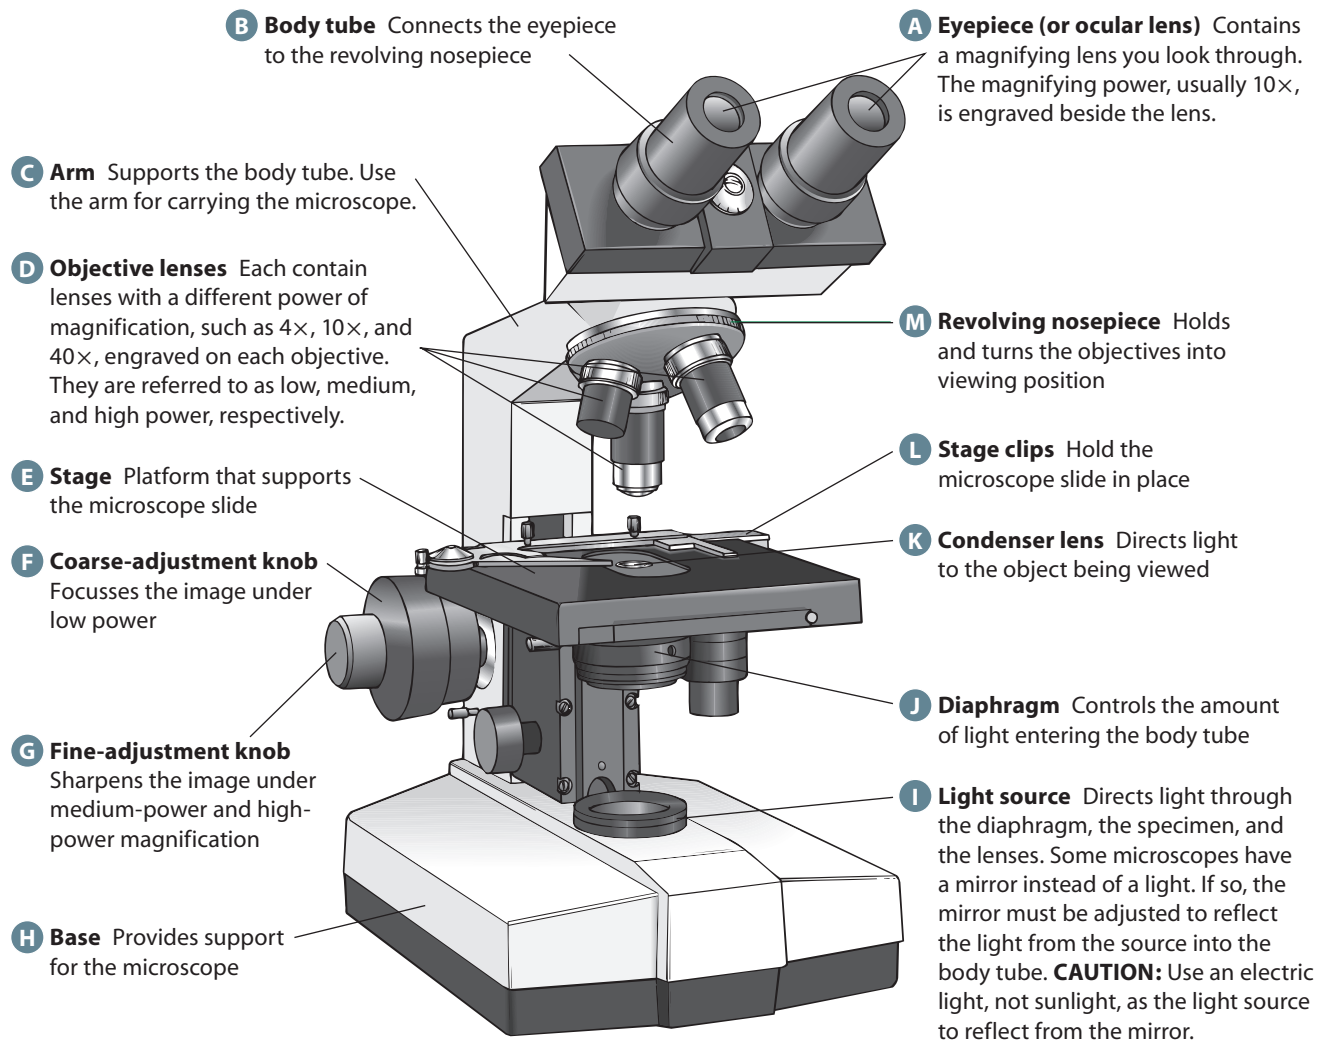 B Body tube Connects the eyepiece
to the revolving nosepiece
A Eyepiece (or ocular lens) Contains
a magnifying lens you look through.
The magnifying power, usually 10×,
is engraved beside the lens.
C Arm Supports the body tube. Use
the arm for carrying the microscope.
D Objective lenses Each contain
lenses with a different power of
magnification, such as 4×, 10×, and
40×, engraved on each objective.
They are referred to as low, medium,
and high power, respectively.
M Revolving nosepiece Holds
and turns the objectives into
viewing position
E Stage Platform that supports
the microscope slide
L Stage clips Hold the
microscope slide in place
F Coarse-adjustment knob
Focusses the image under
low power
K Condenser lens Directs light
to the object being viewed
G Fine-adjustment knob
Sharpens the image under
medium-power and high-
power magnification
J Diaphragm Controls the amount
of light entering the body tube
H Base Provides support
for the microscope
I Light source Directs light through
the diaphragm, the specimen, and
the lenses. Some microscopes have
a mirror instead of a light. If so, the
mirror must be adjusted to reflect
the light from the source into the
body tube. CAUTION: Use an electric
light, not sunlight, as the light source
to reflect from the mirror.